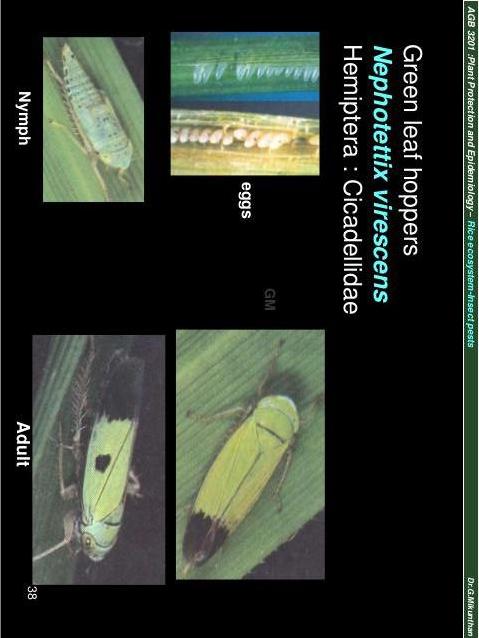 AGB 3201 :Plant Protection and Epidemiology– Rice ecosystem-Insect pests
Dr.G.Mikunthan
Green leaf hoppers
Nephotettix virescens
Hemiptera : Cicadellidae
eggs
GM
Nymph
Adult
38